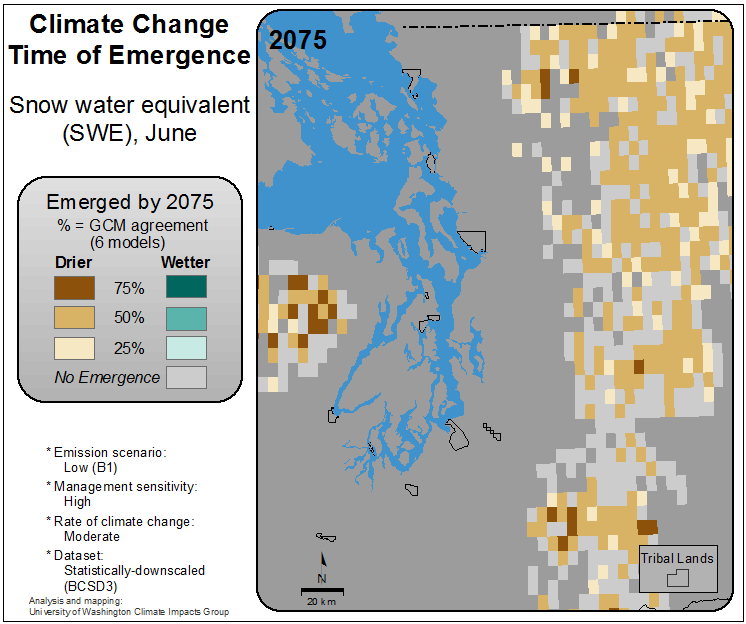 Climate Change
Time of Emergence
Snow water equivalent
(SWE), June
Emerged by 2075
% = GCM agreement
(6 models)
Drier Wetter
75%
50%
25%
No Emergence
* Emission scenario:
Low (B1)
* Management sensitivity:
High
* Rate of climate change:
Moderate
* Dataset:
Statistically-downscaled
(BCSD3)
Analysis and mapping:
University of Washington Climate Impacts Group
2075
N
20 km
Tribal Lands